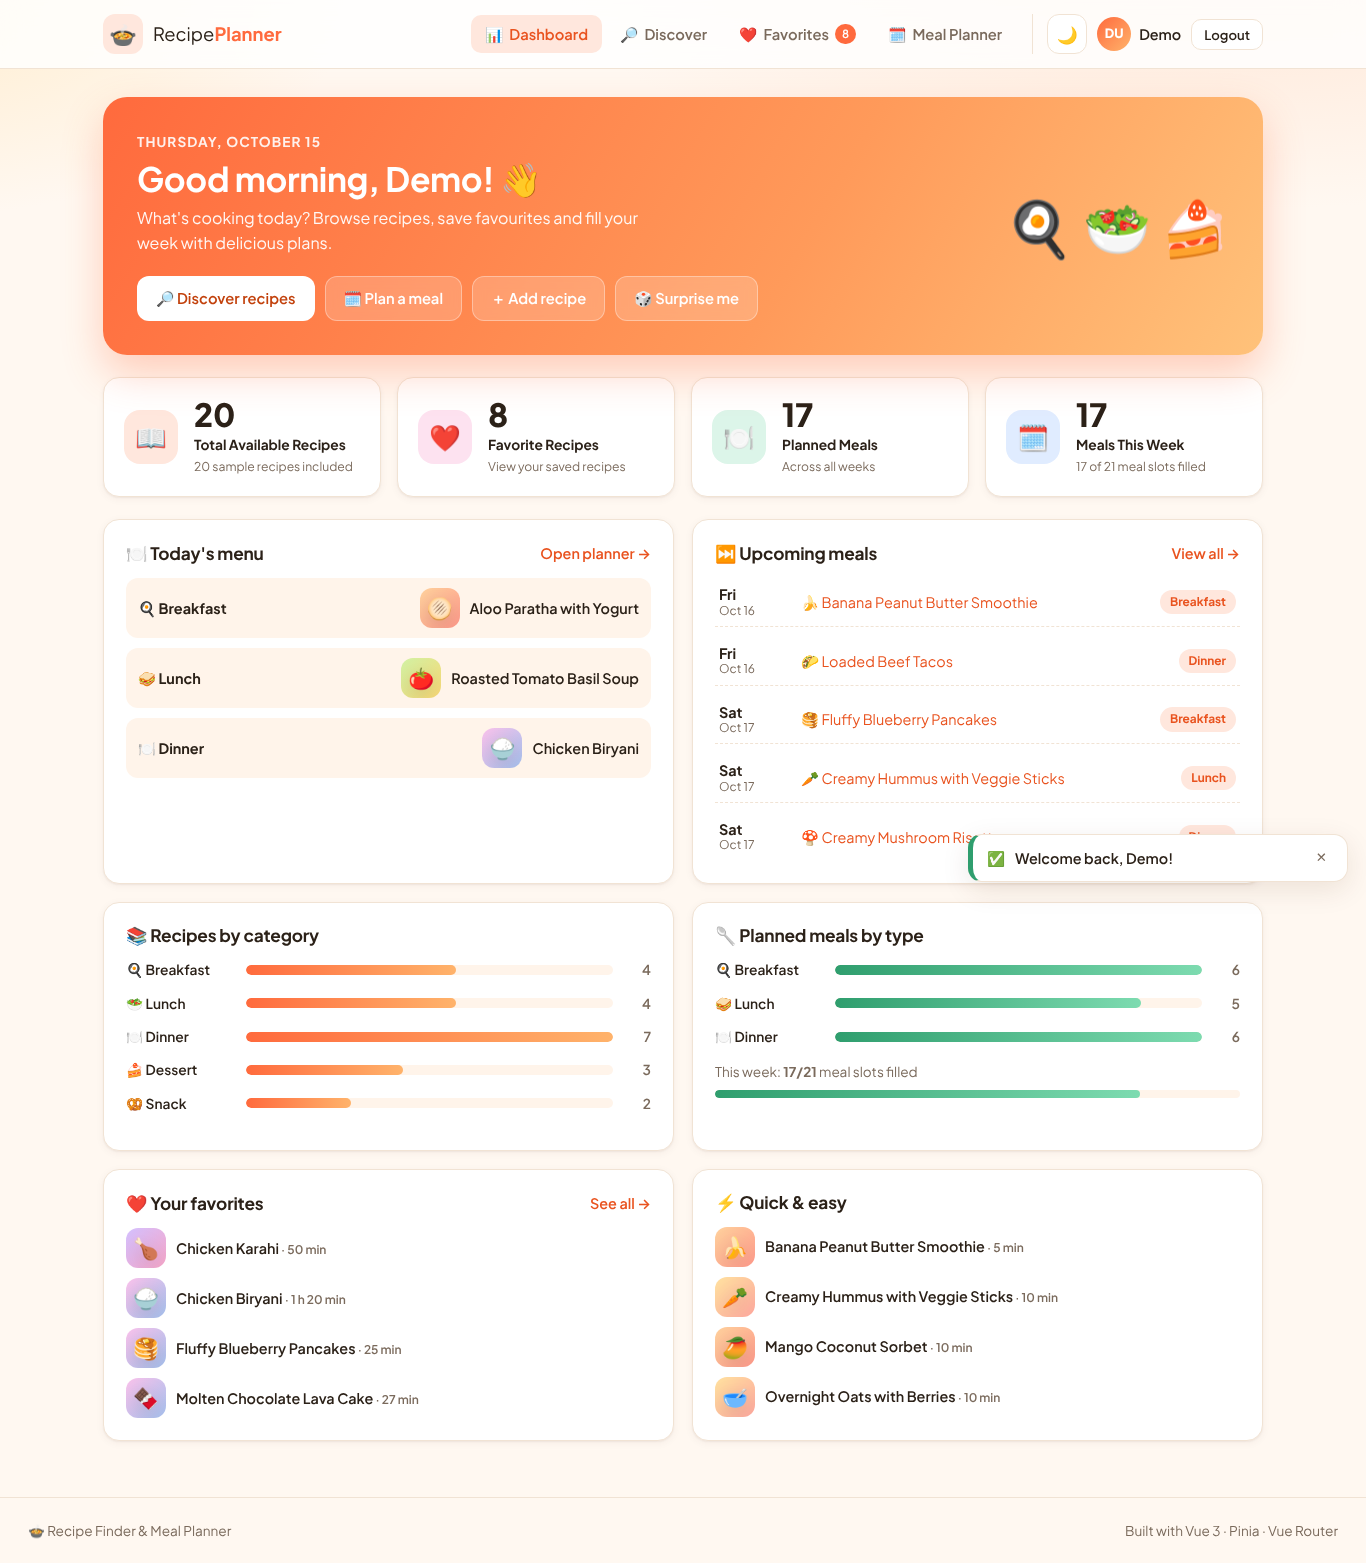 RecipePlanner
Dashboard
Discover
Favorites 8
Meal Planner
DU
Demo
Logout
THURSDAY, OCTOBER 15
Good morning, Demo!
What's cooking today? Browse recipes, save favourites and fill your
week with delicious plans.
Discover recipes
Plan a meal
+ Add recipe
Surprise me
20
Total Available Recipes
20 sample recipes included
8
Favorite Recipes
View your saved recipes
17
Planned Meals
Across all weeks
17
Meals This Week
17 of 21 meal slots filled
Today's menu
Open planner →
Breakfast
Aloo Paratha with Yogurt
Lunch
Roasted Tomato Basil Soup
Dinner
Chicken Biryani
Upcoming meals
View all →
Fri
Oct 16
Banana Peanut Butter Smoothie
Breakfast
Fri
Oct 16
Loaded Beef Tacos
Dinner
Sat
Oct 17
Fluffy Blueberry Pancakes
Breakfast
Sat
Oct 17
Creamy Hummus with Veggie Sticks
Lunch
Sat
Oct 17
Creamy Mushroom
Welcome back, Demo!
×
Recipes by category
Breakfast 4
Lunch 4
Dinner 7
Dessert 3
Snack 2
Planned meals by type
Breakfast 6
Lunch 5
Dinner 6
This week: 17/21 meal slots filled
Your favorites
See all →
Chicken Karahi · 50 min
Chicken Biryani · 1 h 20 min
Fluffy Blueberry Pancakes · 25 min
Molten Chocolate Lava Cake · 27 min
Quick & easy
Banana Peanut Butter Smoothie · 5 min
Creamy Hummus with Veggie Sticks · 10 min
Mango Coconut Sorbet · 10 min
Overnight Oats with Berries · 10 min
Recipe Finder & Meal Planner
Built with Vue 3 · Pinia · Vue Router